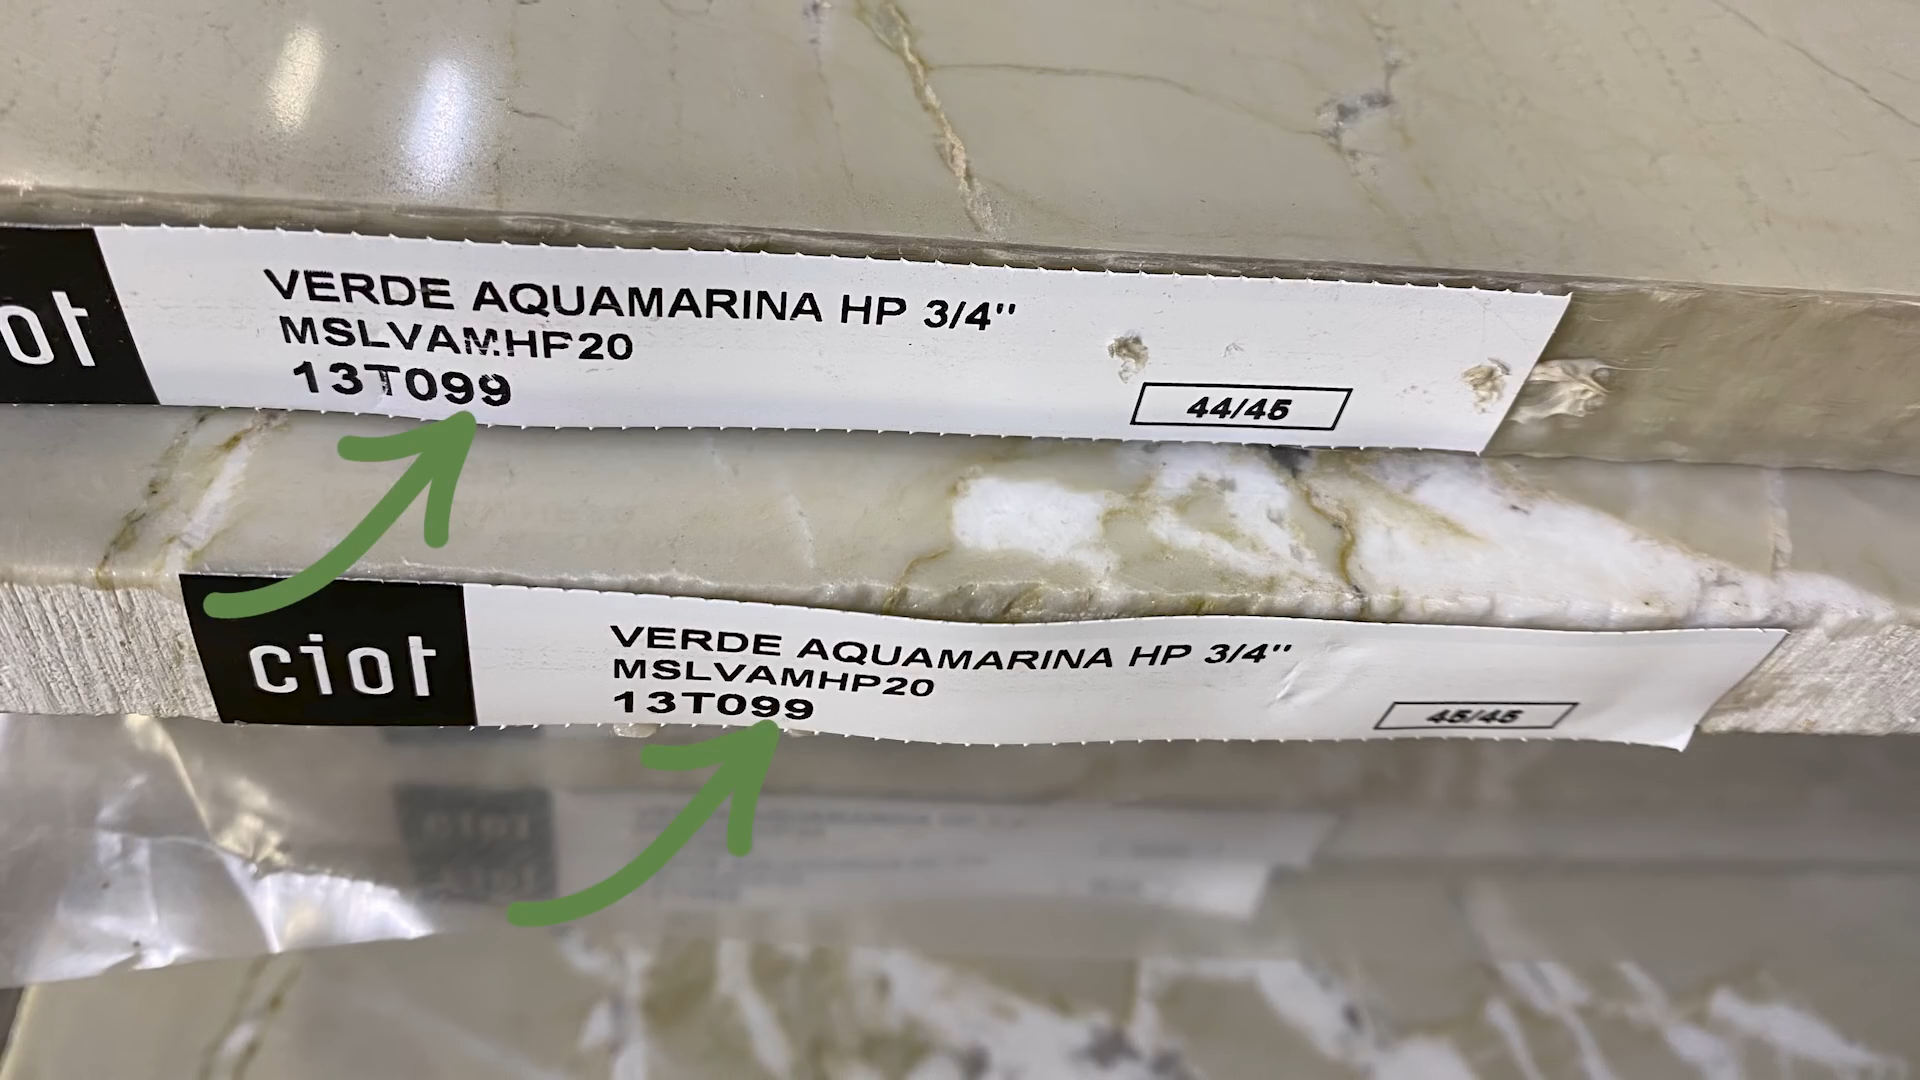 ciot
VERDE AQUAMARINA HP 3/4"
MSLVAMHP20
13T099
44/45
ciot
VERDE AQUAMARINA HP 3/4"
MSLVAMHP20
13T099
45/45